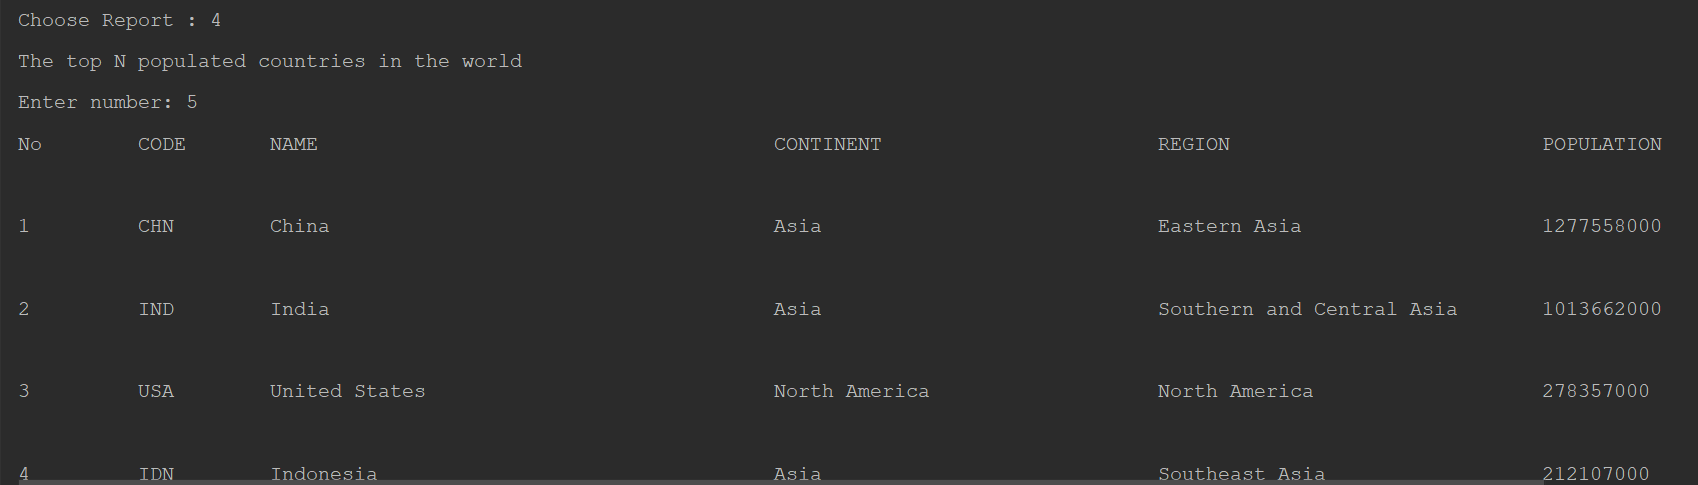 Choose Report : 4
The top N populated countries in the world
Enter number: 5
No CODE NAME CONTINENT REGION POPULATION
1 CHN China Asia Eastern Asia 1277558000
2 IND India Asia Southern and Central Asia 1013662000
3 USA United States North America North America 278357000
4 IDN Indonesia Asia Southeast Asia 212107000